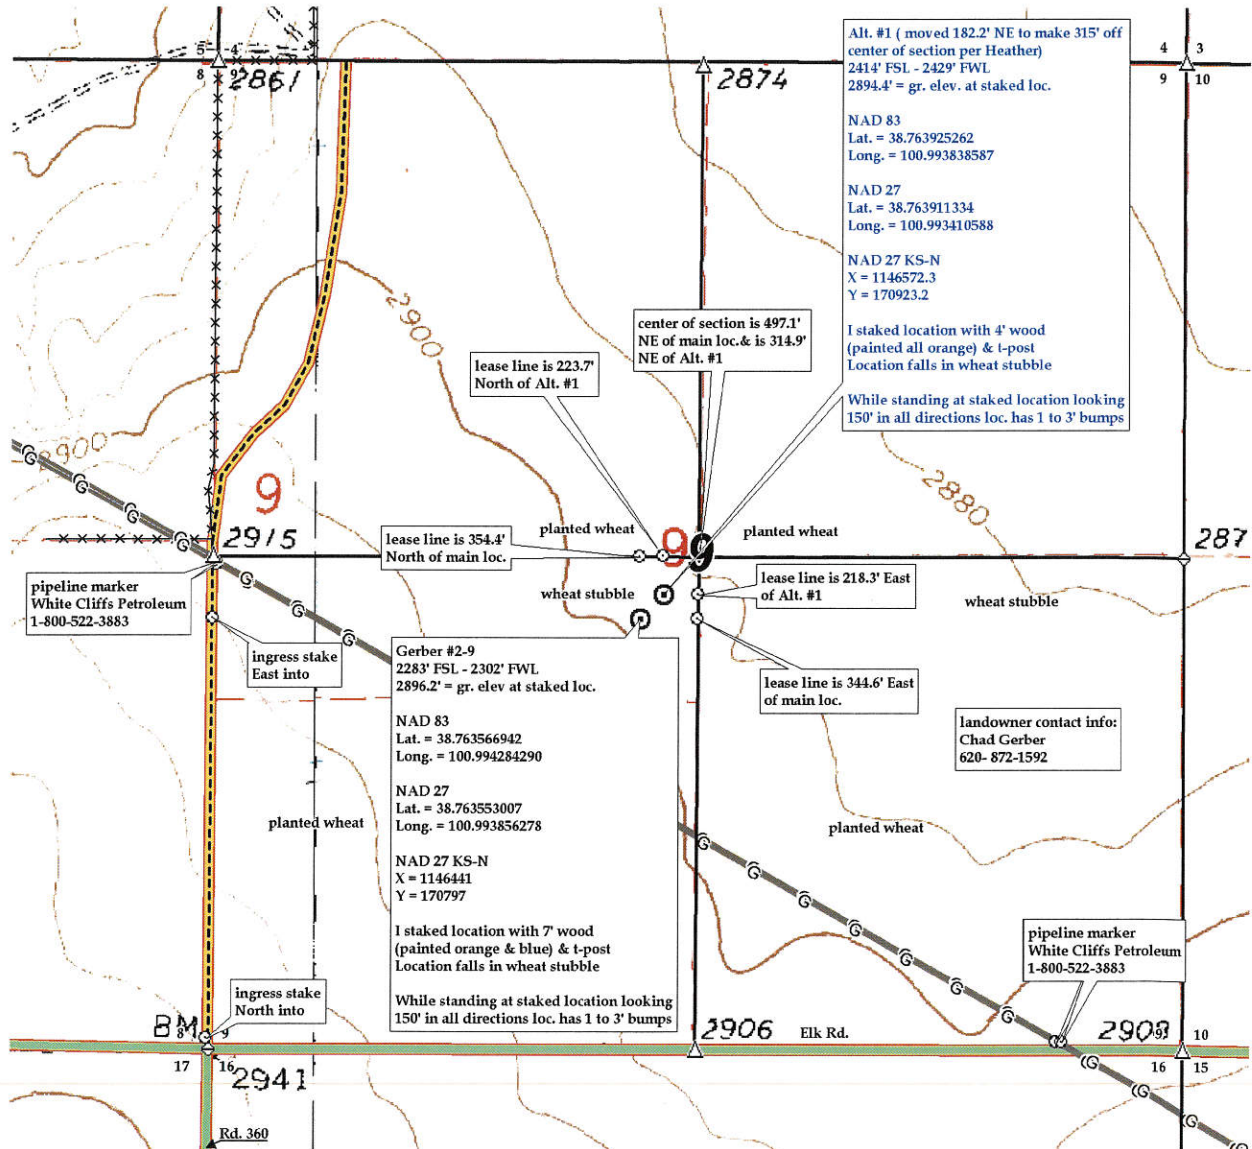 5 4
8 9
2861
2874
4 3
9 10
Alt. #1 ( moved 182.2' NE to make 315' off
center of section per Heather)
2414' FSL - 2429' FWL
2894.4' = gr. elev. at staked loc.
NAD 83
Lat. = 38.763925262
Long. = 100.993838587
NAD 27
Lat. = 38.763911334
Long. = 100.993410588
NAD 27 KS-N
X = 1146572.3
Y = 170923.2
I staked location with 4' wood
(painted all orange) & t-post
Location falls in wheat stubble
While standing at staked location looking
150' in all directions loc. has 1 to 3' bumps
2900
center of section is 497.1'
NE of main loc.& is 314.9'
NE of Alt. #1
lease line is 223.7'
North of Alt. #1
2900
2880
9
G G G G G G G G
2915
lease line is 354.4'
North of main loc.
planted wheat
9
9
planted wheat
287
pipeline marker
White Cliffs Petroleum
1-800-522-3883
wheat stubble
lease line is 218.3' East
of Alt. #1
wheat stubble
ingress stake
East into
G G G
Gerber #2-9
2283' FSL - 2302' FWL
2896.2' = gr. elev at staked loc.
NAD 83
Lat. = 38.763566942
Long. = 100.994284290
NAD 27
Lat. = 38.763553007
Long. = 100.993856278
NAD 27 KS-N
X = 1146441
Y = 170797
I staked location with 7' wood
(painted orange & blue) & t-post
Location falls in wheat stubble
While standing at staked location looking
150' in all directions loc. has 1 to 3' bumps
lease line is 344.6' East
of main loc.
landowner contact info:
Chad Gerber
620- 872-1592
planted wheat
planted wheat
G G G G G G G
pipeline marker
White Cliffs Petroleum
1-800-522-3883
ingress stake
North into
BM
8 9
17 16
2941
2906
Elk Rd.
2909
10
16 15
G G G G
Rd. 360